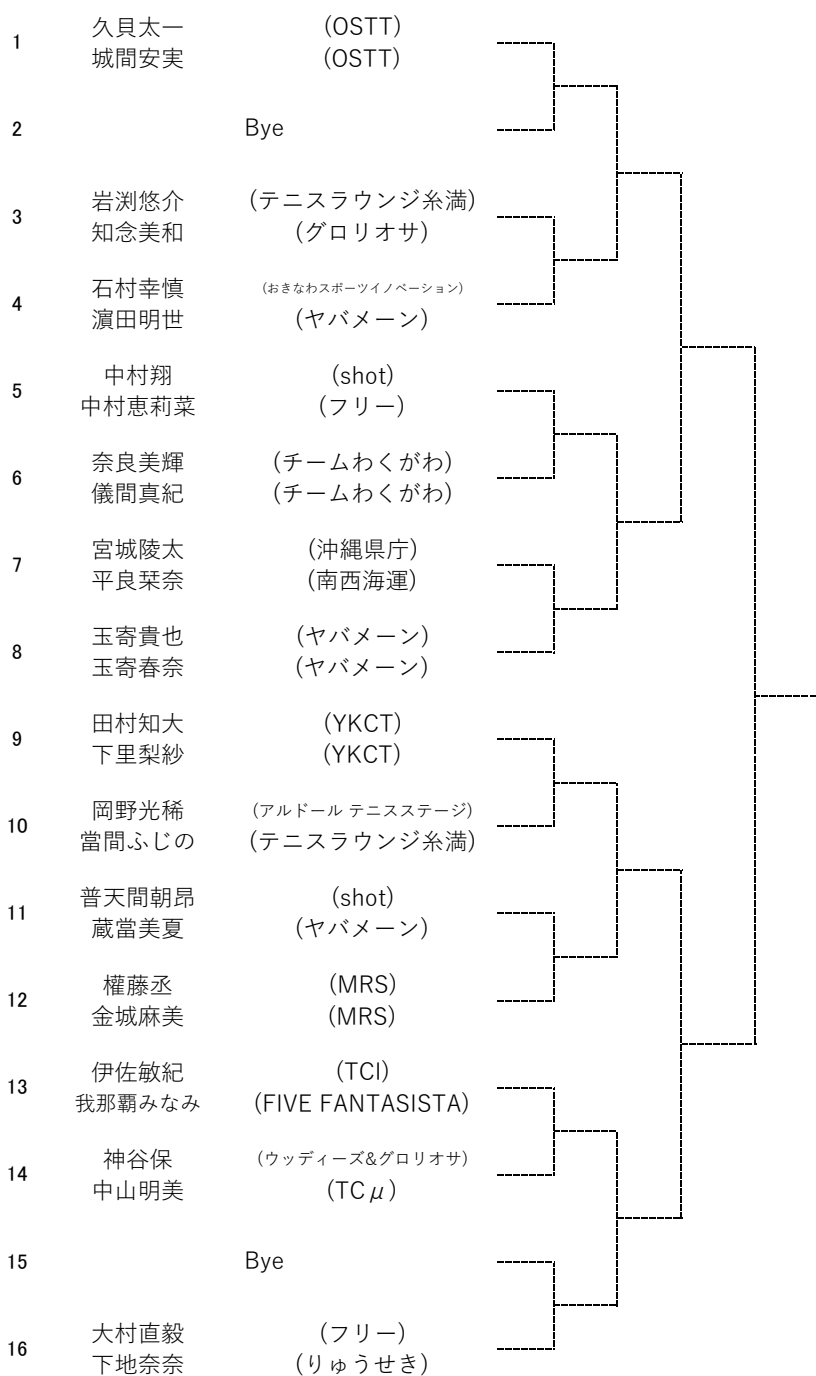 1 久貝太一 (OSTT)
城間安実 (OSTT)
2 Bye
3 岩渕悠介 (テニスラウンジ糸満)
知念美和 (グロリオサ)
4 石村幸慎 (おきなわスポーツイノベーション)
濵田明世 (ヤバメーン)
5 中村翔 (shot)
中村恵莉菜 (フリー)
6 奈良美輝 (チームわくがわ)
儀間真紀 (チームわくがわ)
7 宮城陵太 (沖縄県庁)
平良栞奈 (南西海運)
8 玉寄貴也 (ヤバメーン)
玉寄春奈 (ヤバメーン)
9 田村知大 (YKCT)
下里梨紗 (YKCT)
10 岡野光稀 (アルドール テニスステージ)
當間ふじの (テニスラウンジ糸満)
11 普天間朝昂 (shot)
蔵當美夏 (ヤバメーン)
12 權藤丞 (MRS)
金城麻美 (MRS)
13 伊佐敏紀 (TCI)
我那覇みなみ (FIVE FANTASISTA)
14 神谷保 (ウッディーズ&グロリオサ)
中山明美 (TCμ)
15 Bye
16 大村直毅 (フリー)
下地奈奈 (りゅうせき)